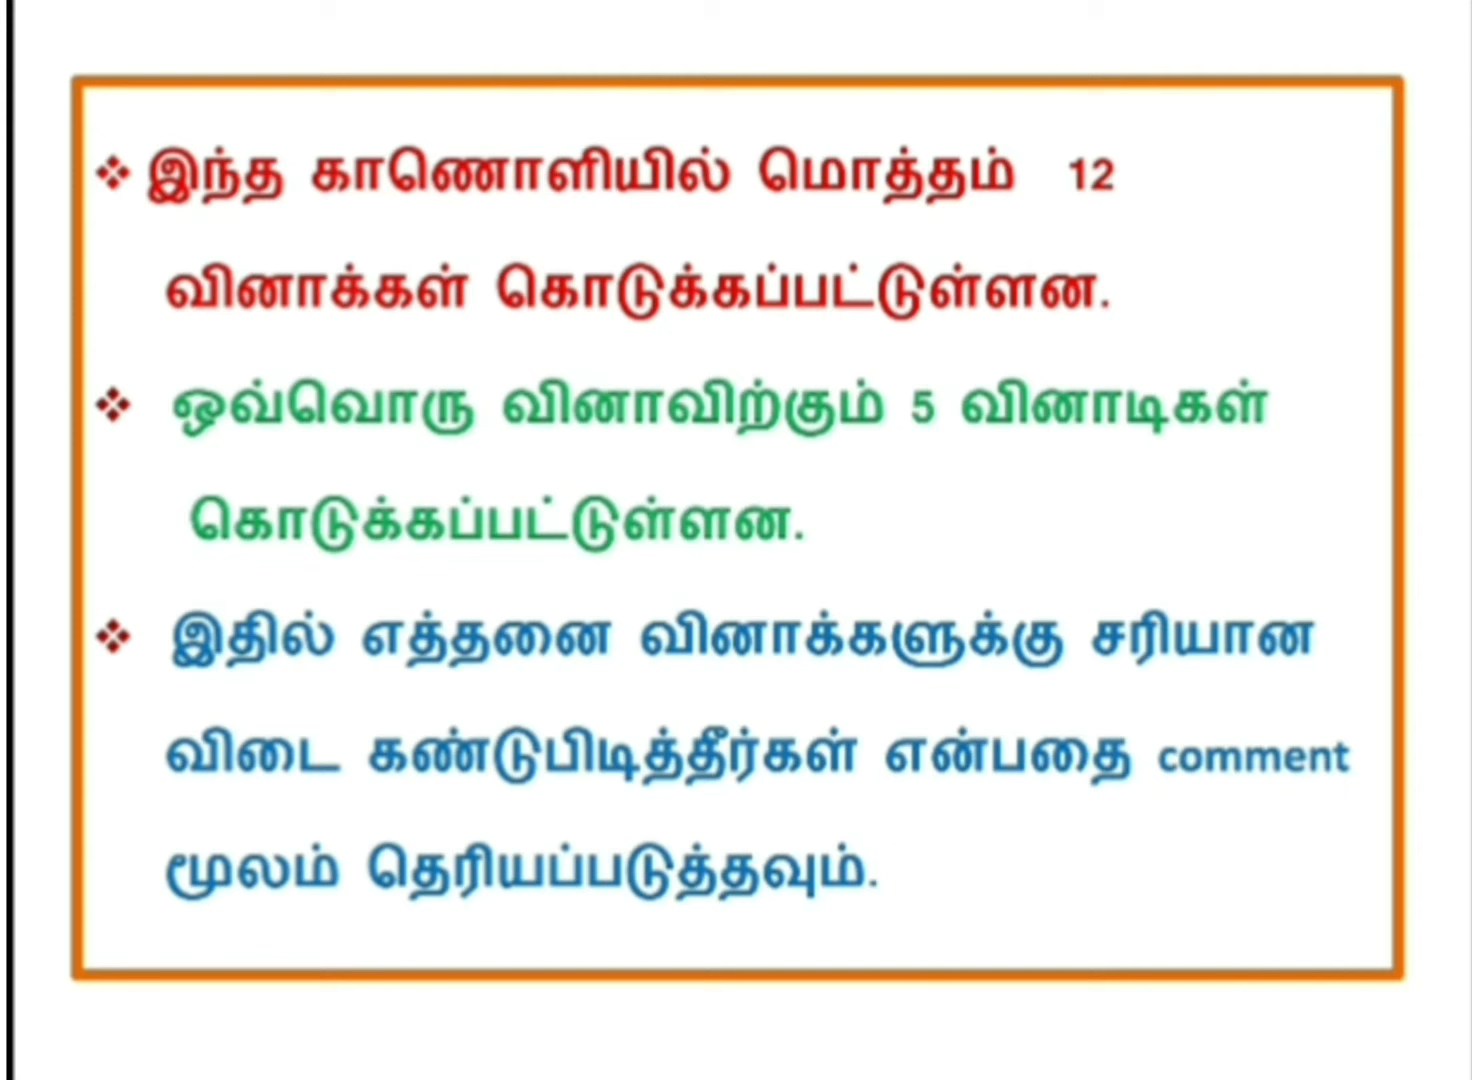 ❖ இந்த காணொளியில் மொத்தம் 12
வினாக்கள் கொடுக்கப்பட்டுள்ளன.
❖ ஒவ்வொரு வினாவிற்கும் 5 வினாடிகள்
கொடுக்கப்பட்டுள்ளன.
❖ இதில் எத்தனை வினாக்களுக்கு சரியான
விடை கண்டுபிடித்தீர்கள் என்பதை comment
மூலம் தெரியப்படுத்தவும்.